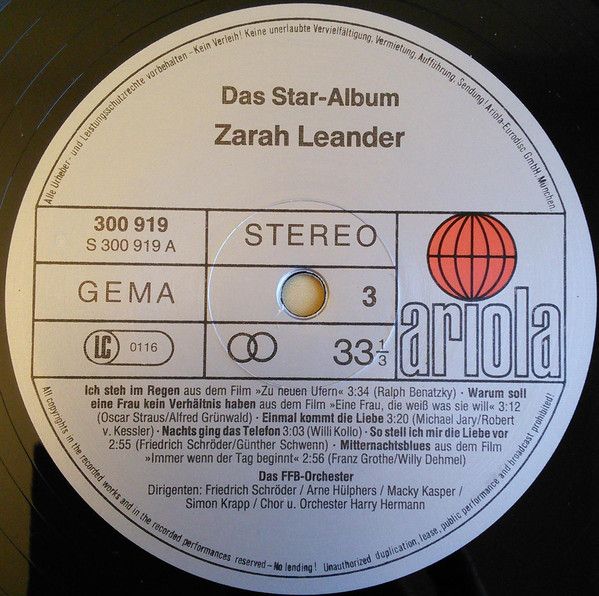 Alle Urheber- und Leistungsschutzrechte vorbehalten – Kein Verleih! Keine unerlaubte Vervielfältigung, Vermietung, Aufführung, Sendung! Ariola-Eurodisc GmbH, München.
Das Star-Album
Zarah Leander
300 919
S 300 919 A
STEREO
GEMA
3
LC 0116
33 1/3
ariola
Ich steh im Regen aus dem Film »Zu neuen Ufern« 3:34 (Ralph Benatzky) · Warum soll
eine Frau kein Verhältnis haben aus dem Film »Eine Frau, die weiß was sie will« 3:12
(Oscar Straus/Alfred Grünwald) · Einmal kommt die Liebe 3:20 (Michael Jary/Robert
v. Kessler) · Nachts ging das Telefon 3:03 (Willi Kollo) · So stell ich mir die Liebe vor
2:55 (Friedrich Schröder/Günther Schwenn) · Mitternachtsblues aus dem Film
»Immer wenn der Tag beginnt« 2:56 (Franz Grothe/Willy Dehmel)
Das FFB-Orchester
Dirigenten: Friedrich Schröder / Arne Hülphers / Macky Kasper /
Simon Krapp / Chor u. Orchester Harry Hermann
All copyrights in the recorded works and in the recorded performances reserved – No lending! Unauthorized duplication, lease, public performance and broadcast prohibited!